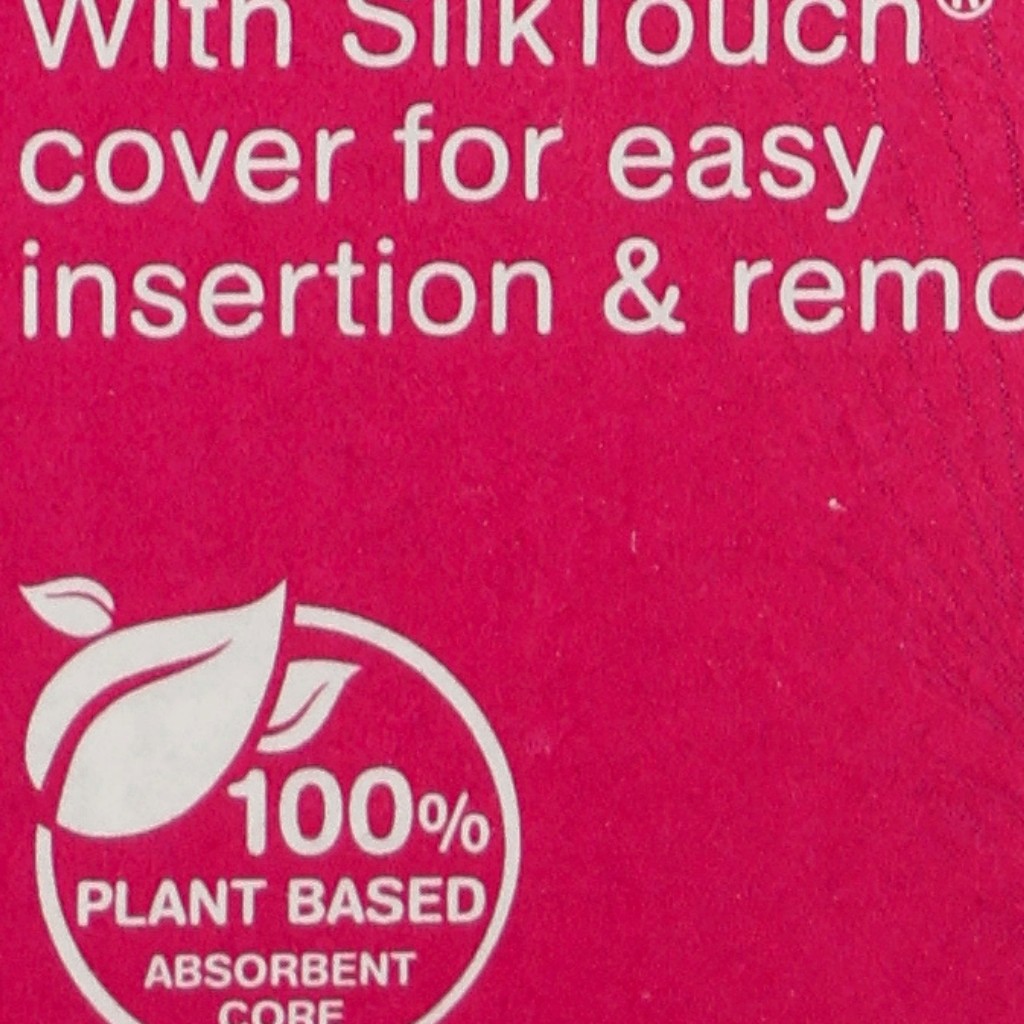 With SilkTouch®
cover for easy
insertion & remo
100%
PLANT BASED
ABSORBENT
CORE